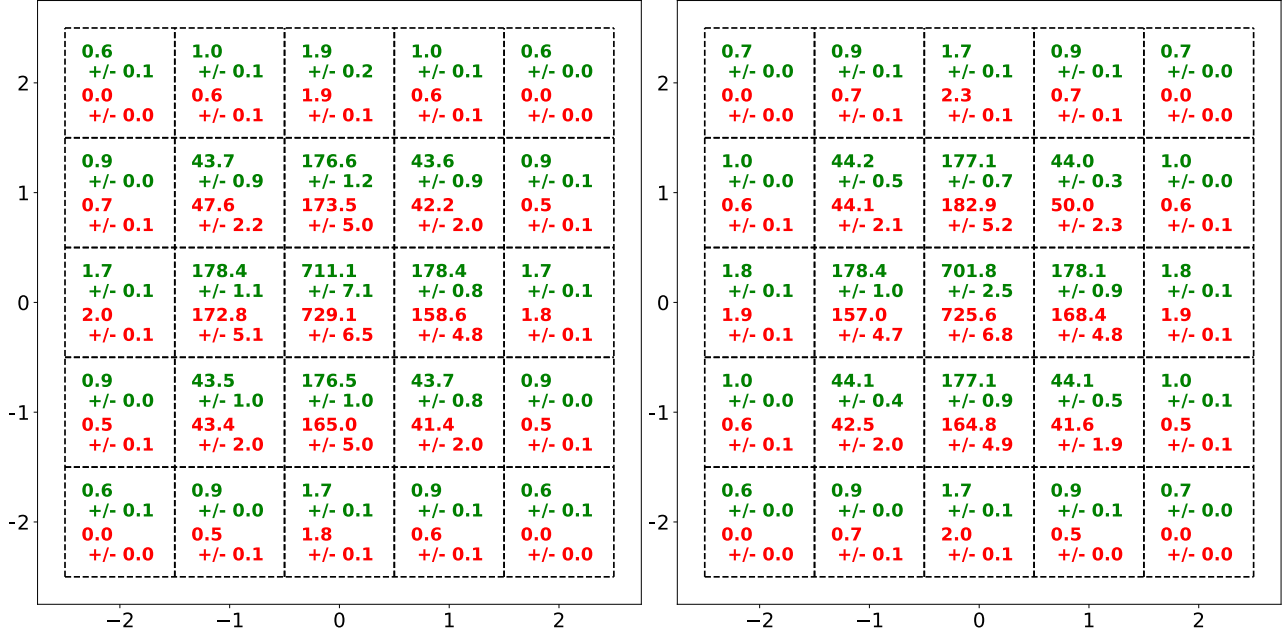 2
0.6 1.0 1.9 1.0 0.6
+/- 0.1 +/- 0.1 +/- 0.2 +/- 0.1 +/- 0.0
0.0 0.6 1.9 0.6 0.0
+/- 0.0 +/- 0.1 +/- 0.1 +/- 0.1 +/- 0.0
1
0.9 43.7 176.6 43.6 0.9
+/- 0.0 +/- 0.9 +/- 1.2 +/- 0.9 +/- 0.1
0.7 47.6 173.5 42.2 0.5
+/- 0.1 +/- 2.2 +/- 5.0 +/- 2.0 +/- 0.1
0
1.7 178.4 711.1 178.4 1.7
+/- 0.1 +/- 1.1 +/- 7.1 +/- 0.8 +/- 0.1
2.0 172.8 729.1 158.6 1.8
+/- 0.1 +/- 5.1 +/- 6.5 +/- 4.8 +/- 0.1
-1
0.9 43.5 176.5 43.7 0.9
+/- 0.0 +/- 1.0 +/- 1.0 +/- 0.8 +/- 0.0
0.5 43.4 165.0 41.4 0.5
+/- 0.1 +/- 2.0 +/- 5.0 +/- 2.0 +/- 0.1
-2
0.6 0.9 1.7 0.9 0.6
+/- 0.1 +/- 0.0 +/- 0.1 +/- 0.1 +/- 0.1
0.0 0.5 1.8 0.6 0.0
+/- 0.0 +/- 0.1 +/- 0.1 +/- 0.1 +/- 0.0
−2 −1 0 1 2
2
0.7 0.9 1.7 0.9 0.7
+/- 0.0 +/- 0.1 +/- 0.1 +/- 0.1 +/- 0.0
0.0 0.7 2.3 0.7 0.0
+/- 0.0 +/- 0.1 +/- 0.1 +/- 0.1 +/- 0.0
1
1.0 44.2 177.1 44.0 1.0
+/- 0.0 +/- 0.5 +/- 0.7 +/- 0.3 +/- 0.0
0.6 44.1 182.9 50.0 0.6
+/- 0.1 +/- 2.1 +/- 5.2 +/- 2.3 +/- 0.1
0
1.8 178.4 701.8 178.1 1.8
+/- 0.1 +/- 1.0 +/- 2.5 +/- 0.9 +/- 0.1
1.9 157.0 725.6 168.4 1.9
+/- 0.1 +/- 4.7 +/- 6.8 +/- 4.8 +/- 0.1
-1
1.0 44.1 177.1 44.1 1.0
+/- 0.0 +/- 0.4 +/- 0.9 +/- 0.5 +/- 0.1
0.6 42.5 164.8 41.6 0.5
+/- 0.1 +/- 2.0 +/- 4.9 +/- 1.9 +/- 0.1
-2
0.6 0.9 1.7 0.9 0.7
+/- 0.0 +/- 0.0 +/- 0.1 +/- 0.1 +/- 0.0
0.0 0.7 2.0 0.5 0.0
+/- 0.0 +/- 0.1 +/- 0.1 +/- 0.0 +/- 0.0
−2 −1 0 1 2